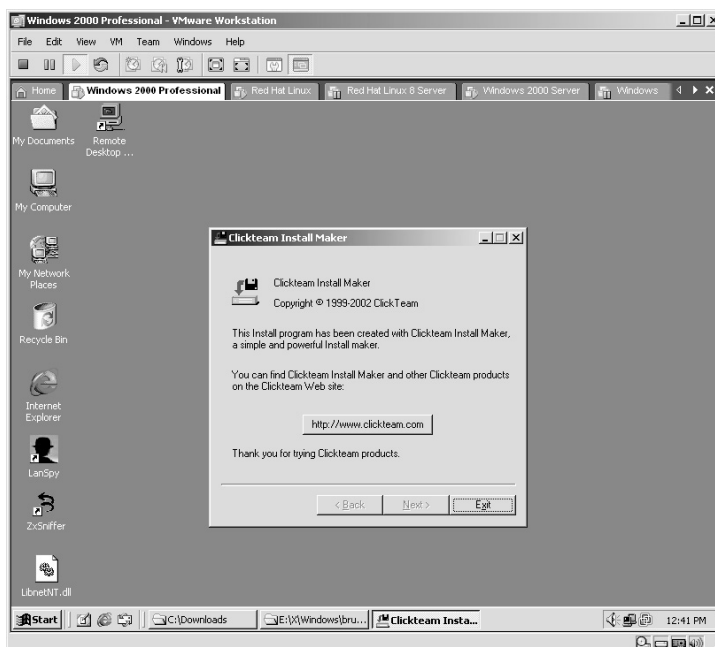 Windows 2000 Professional - VMware Workstation
File Edit View VM Team Windows Help
Home Windows 2000 Professional Red Hat Linux Red Hat Linux 8 Server Windows 2000 Server Windows
My Documents
Remote Desktop ...
My Computer
My Network
Places
Recycle Bin
Internet
Explorer
LanSpy
ZxSniffer
LibnetNT.dll
Clickteam Install Maker
Clickteam Install Maker
Copyright © 1999-2002 ClickTeam
This Install program has been created with Clickteam Install Maker,
a simple and powerful Install maker.
You can find Clickteam Install Maker and other Clickteam products
on the Clickteam Web site:
http://www.clickteam.com
Thank you for trying Clickteam products.
< Back Next > Exit
Start C:\Downloads E:\X\Windows\bru... Clickteam Insta... 12:41 PM